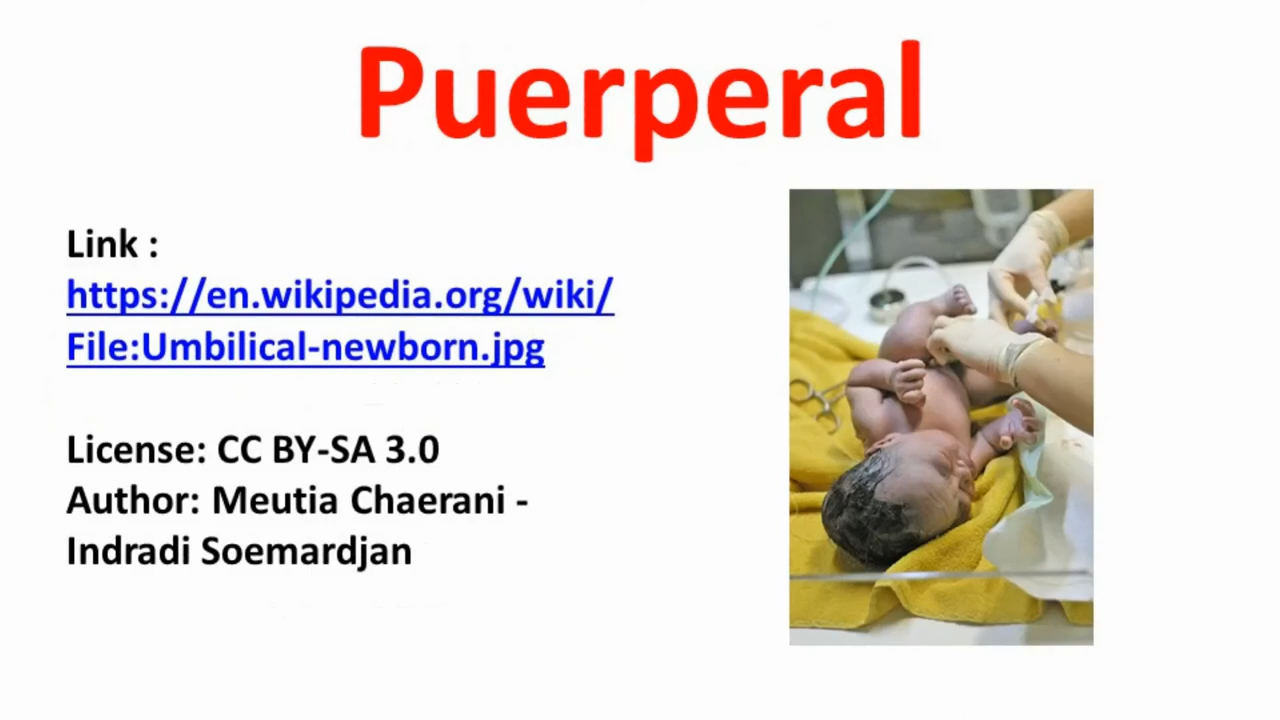 Puerperal
Link :
https://en.wikipedia.org/wiki/
File:Umbilical-newborn.jpg
License: CC BY-SA 3.0
Author: Meutia Chaerani -
Indradi Soemardjan